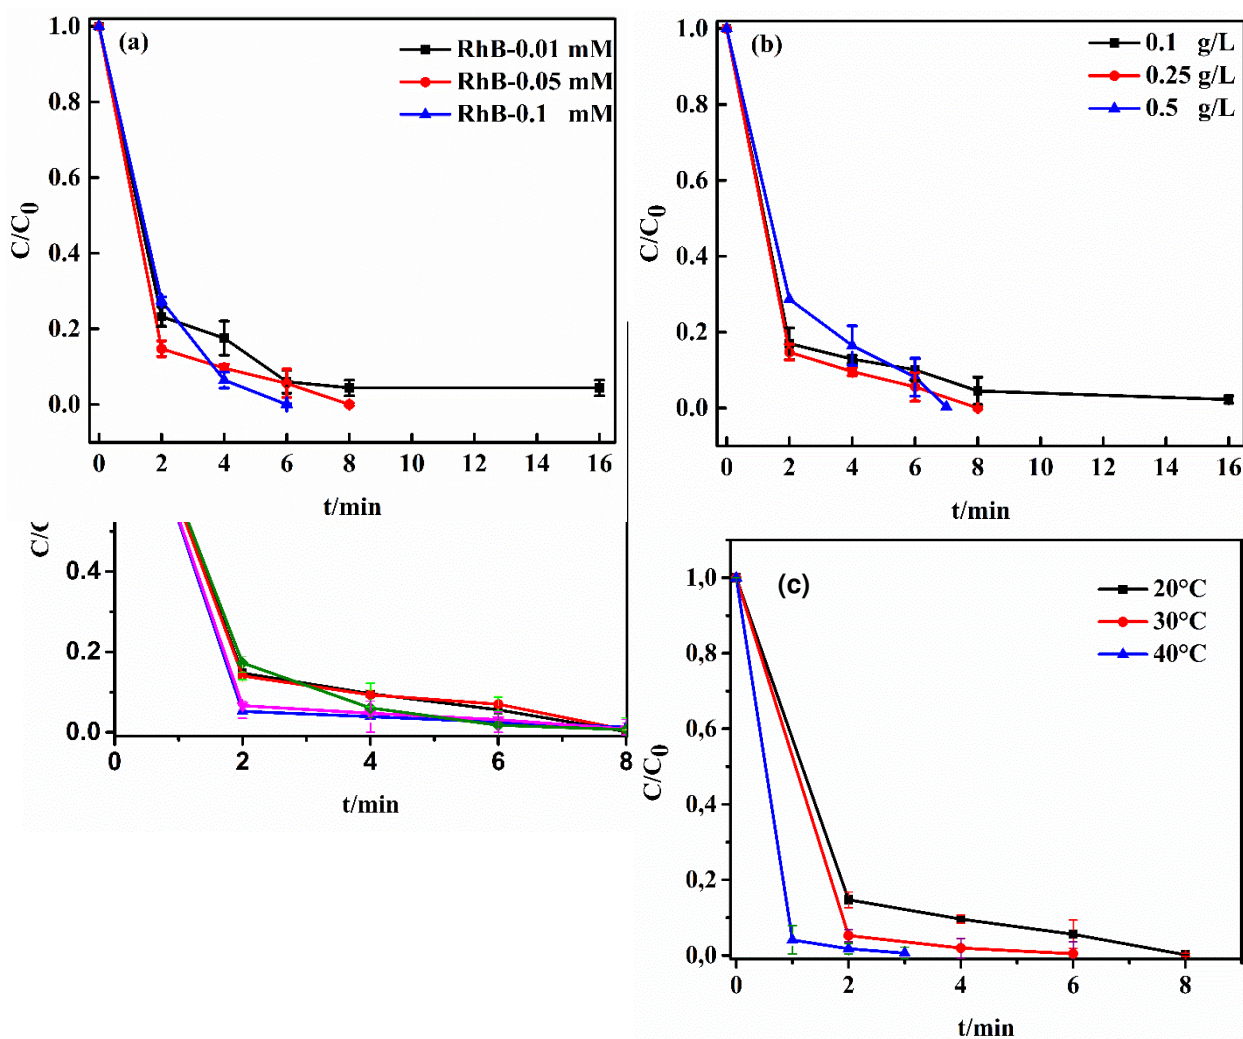 (a)
RhB-0.01 mM
RhB-0.05 mM
RhB-0.1 mM
1.0
0.8
0.6
0.4
0.2
0.0
C/C0
0 2 4 6 8 10 12 14 16
t/min
(b)
0.1 g/L
0.25 g/L
0.5 g/L
1.0
0.8
0.6
0.4
0.2
0.0
C/C0
0 2 4 6 8 10 12 14 16
t/min
0.4
0.2
0.0
0 2 4 6 8
t/min
(c)
20°C
30°C
40°C
1,0
0,8
0,6
0,4
0,2
0,0
C/C0
0 2 4 6 8
t/min